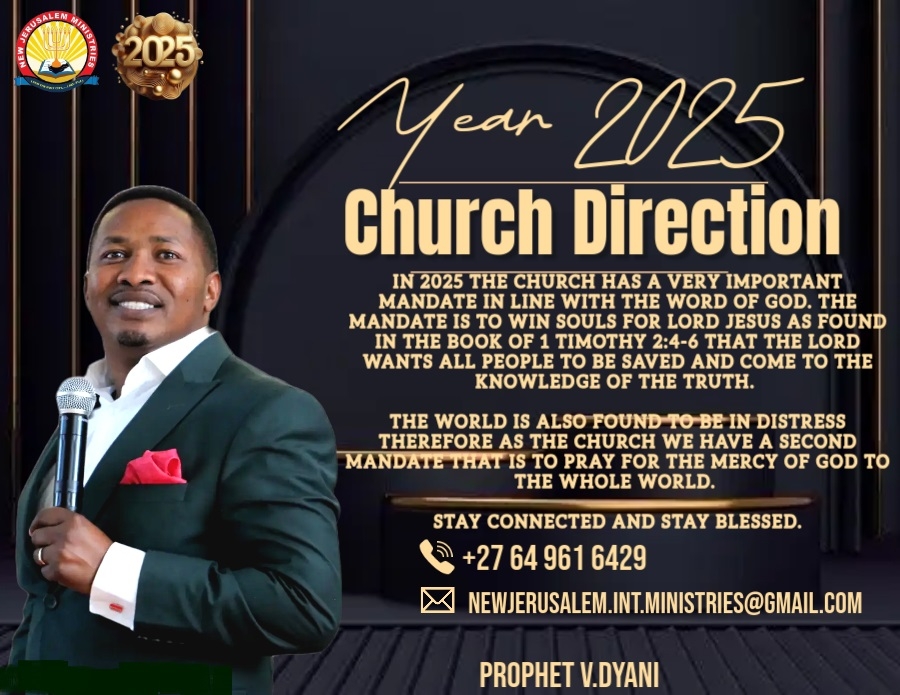 NEW JERUSALEM MINISTRIES
2025
Year 2025
Church Direction
IN 2025 THE CHURCH HAS A VERY IMPORTANT
MANDATE IN LINE WITH THE WORD OF GOD. THE
MANDATE IS TO WIN SOULS FOR LORD JESUS AS FOUND
IN THE BOOK OF 1 TIMOTHY 2:4-6 THAT THE LORD
WANTS ALL PEOPLE TO BE SAVED AND COME TO THE
KNOWLEDGE OF THE TRUTH.
THE WORLD IS ALSO FOUND TO BE IN DISTRESS
THEREFORE AS THE CHURCH WE HAVE A SECOND
MANDATE THAT IS TO PRAY FOR THE MERCY OF GOD TO
THE WHOLE WORLD.
STAY CONNECTED AND STAY BLESSED.
+27 64 961 6429
NEWJERUSALEM.INT.MINISTRIES@GMAIL.COM
PROPHET V.DYANI